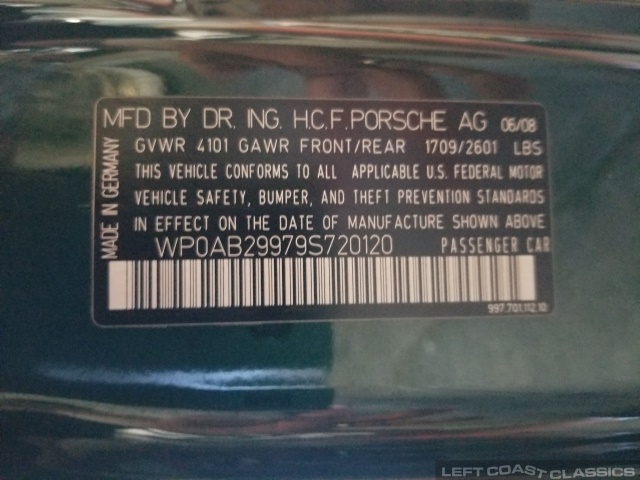 MFD BY DR. ING. H.C.F.PORSCHE AG 06/08
GVWR 4101 GAWR FRONT/REAR 1709/2601 LBS
THIS VEHICLE CONFORMS TO ALL APPLICABLE U.S. FEDERAL MOTOR
VEHICLE SAFETY, BUMPER, AND THEFT PREVENTION STANDARDS
IN EFFECT ON THE DATE OF MANUFACTURE SHOWN ABOVE.
WP0AB29979S720120 PASSENGER CAR
997.701.112.10
MADE IN GERMANY
LEFT COAST CLASSICS